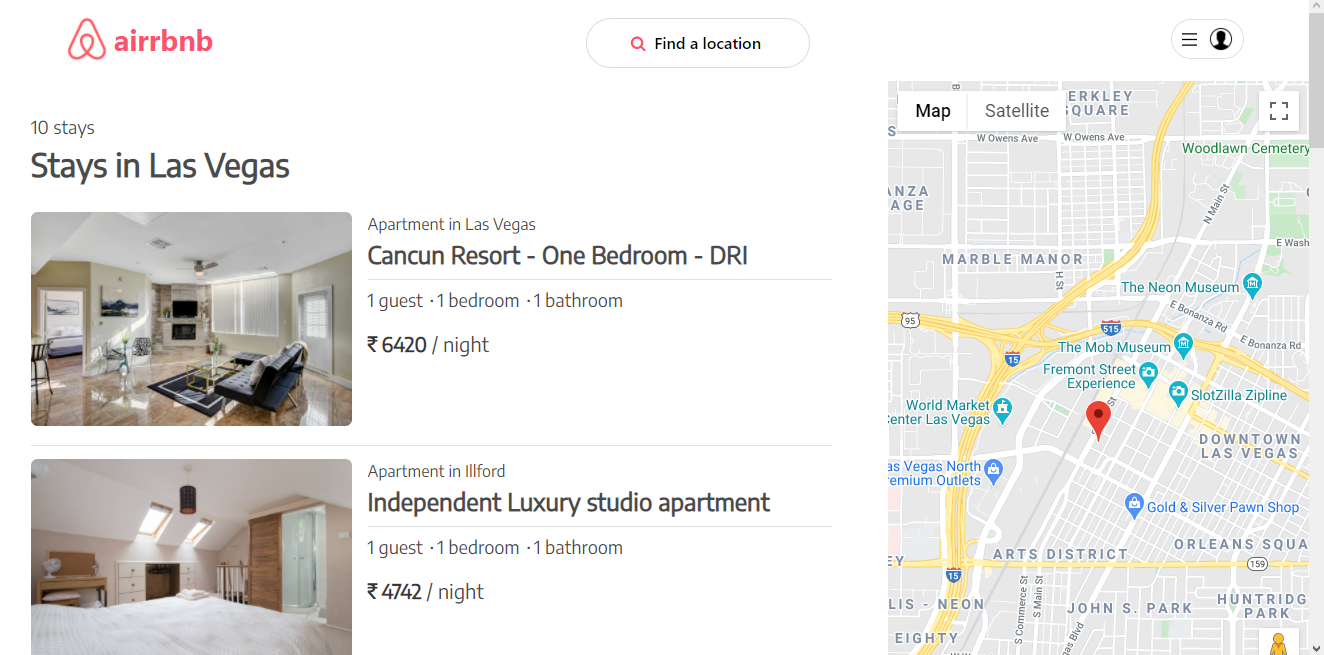 airrbnb
Find a location
10 stays
Stays in Las Vegas
Apartment in Las Vegas
Cancun Resort - One Bedroom - DRI
1 guest · 1 bedroom · 1 bathroom
₹ 6420 / night
Apartment in Illford
Independent Luxury studio apartment
1 guest · 1 bedroom · 1 bathroom
₹ 4742 / night
Map
Satellite
ERKLEY
SQUARE
W Owens Ave
W Owens Ave
Woodlawn Cemetery
ANZA
AGE
N Main St
E Wash
MARBLE MANOR
H St
The Neon Museum
E Bonanza Rd
95
515
E Bonanza Rd
The Mob Museum
15
Fremont Street
Experience
SlotZilla Zipline
World Market
Center Las Vegas
DOWNTOWN
LAS VEGAS
as Vegas North
remium Outlets
Gold & Silver Pawn Shop
ORLEANS SQUA
EY
ARTS DISTRICT
159
15
LIS - NEON
S Commerce St
S Main St
JOHN S. PARK
HUNTRIDG
PARK
EIGHTY
as Vegas Blvd